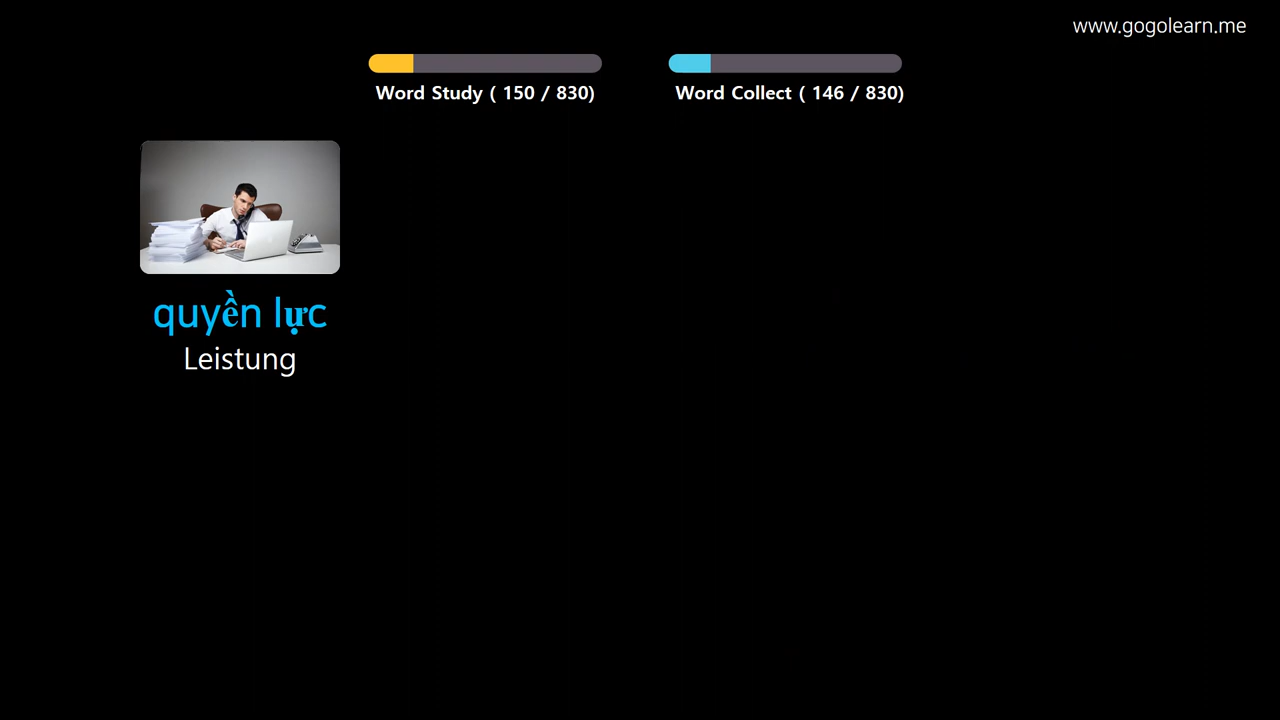 www.gogolearn.me
Word Study ( 150 / 830)
Word Collect ( 146 / 830)
quyền lực
Leistung